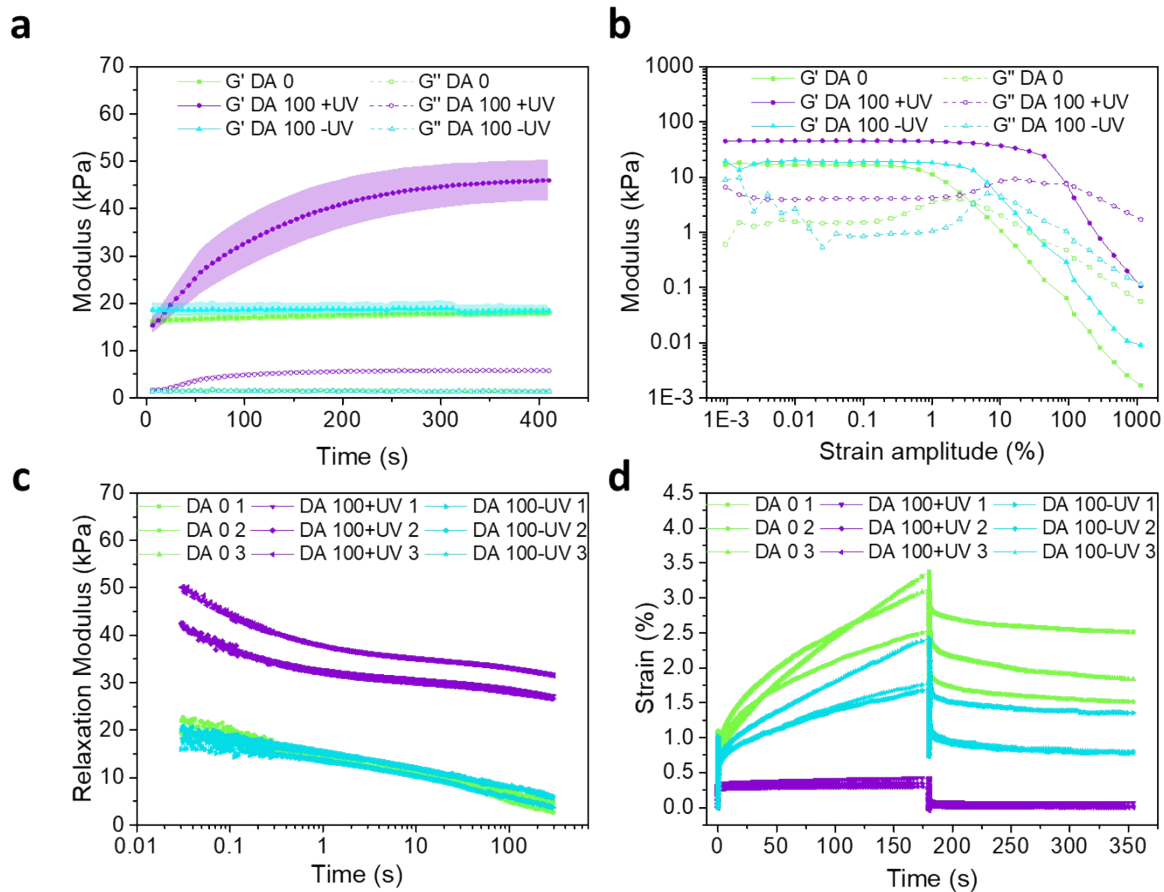 a
70
60
50
40
30
20
10
0
Modulus (kPa)
G' DA 0
G' DA 100 +UV
G' DA 100 -UV
G'' DA 0
G'' DA 100 +UV
G'' DA 100 -UV
0 100 200 300 400
Time (s)
b
1000
100
10
1
0.1
0.01
1E-3
Modulus (kPa)
G' DA 0
G' DA 100 +UV
G' DA 100 -UV
G'' DA 0
G'' DA 100 +UV
G'' DA 100 -UV
1E-3 0.01 0.1 1 10 100 1000
Strain amplitude (%)
c
70
60
50
40
30
20
10
0
Relaxation Modulus (kPa)
DA 0 1
DA 0 2
DA 0 3
DA 100+UV 1
DA 100+UV 2
DA 100+UV 3
DA 100-UV 1
DA 100-UV 2
DA 100-UV 3
0.01 0.1 1 10 100
Time (s)
d
4.5
4.0
3.5
3.0
2.5
2.0
1.5
1.0
0.5
0.0
Strain (%)
DA 0 1
DA 0 2
DA 0 3
DA 100+UV 1
DA 100+UV 2
DA 100+UV 3
DA 100-UV 1
DA 100-UV 2
DA 100-UV 3
0 50 100 150 200 250 300 350
Time (s)